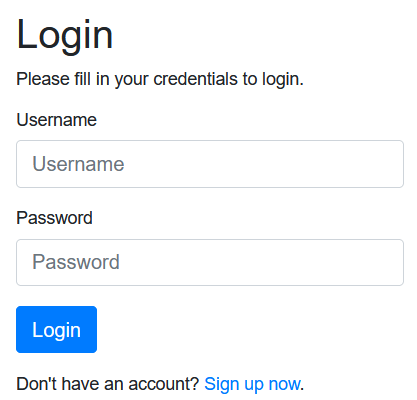 Login
Please fill in your credentials to login.
Username
Username
Password
Password
Login
Don't have an account? Sign up now.